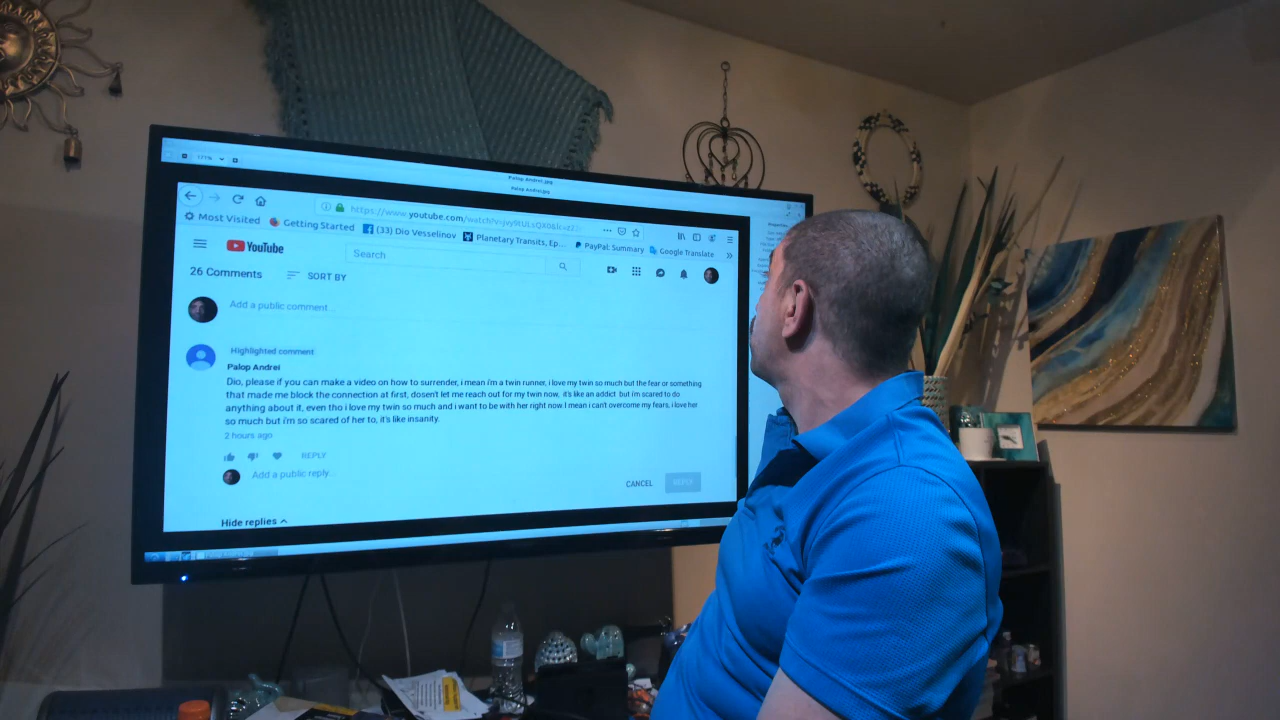 Palop Andrei.jpg
Palop Andrei.jpg
https://www.youtube.com/watch?v=
Most Visited Getting Started (33) Dio Vesselinov Planetary Transits, Ep... PayPal: Summary Google Translate
YouTube Search
26 Comments SORT BY
Add a public comment...
Highlighted comment
Palop Andrei
Dio, please if you can make a video on how to surrender, i mean i'm a twin runner, i love my twin so much but the fear or something
that made me block the connection at first, dosen't let me reach out for my twin now, it's like an addict but i'm scared to do
anything about it, even tho i love my twin so much and i want to be with her right now I mean i can't overcome my fears, i love her
so much but i'm so scared of her to, it's like insanity.
2 hours ago
REPLY
Add a public reply...
CANCEL REPLY
Hide replies